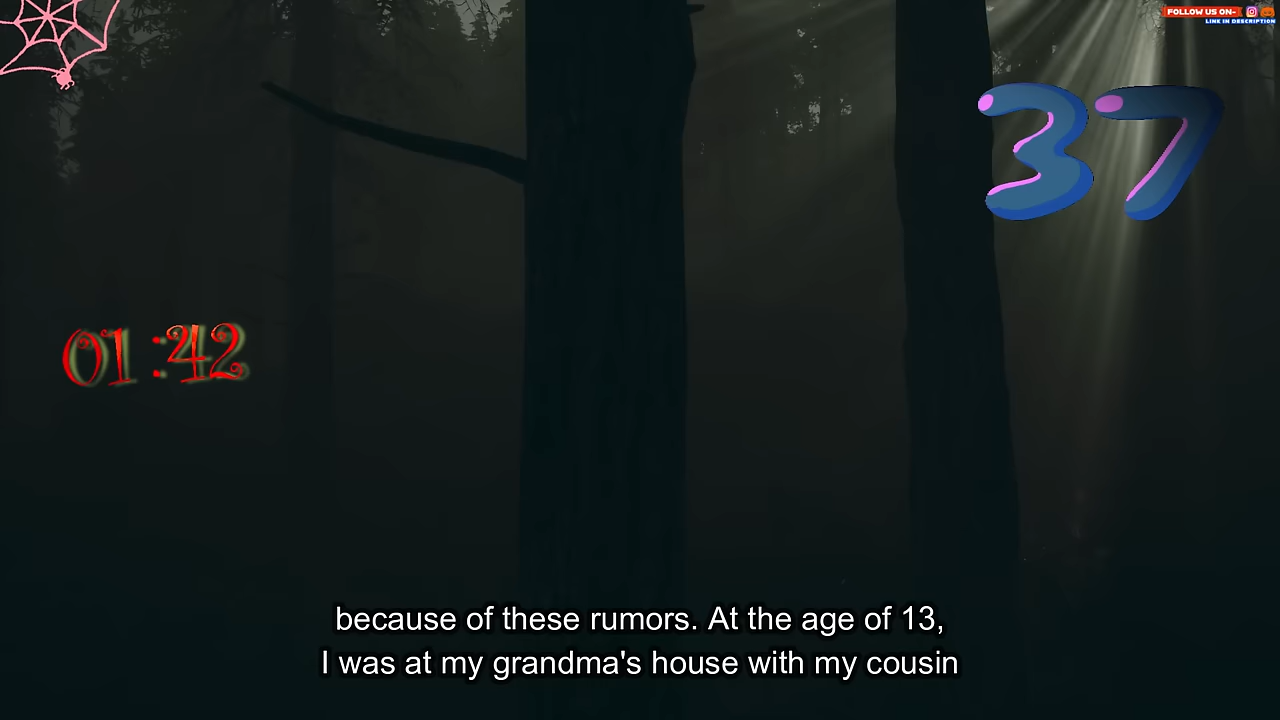 FOLLOW US ON-
LINK IN DESCRIPTION
37
01:42
because of these rumors. At the age of 13,
I was at my grandma's house with my cousin